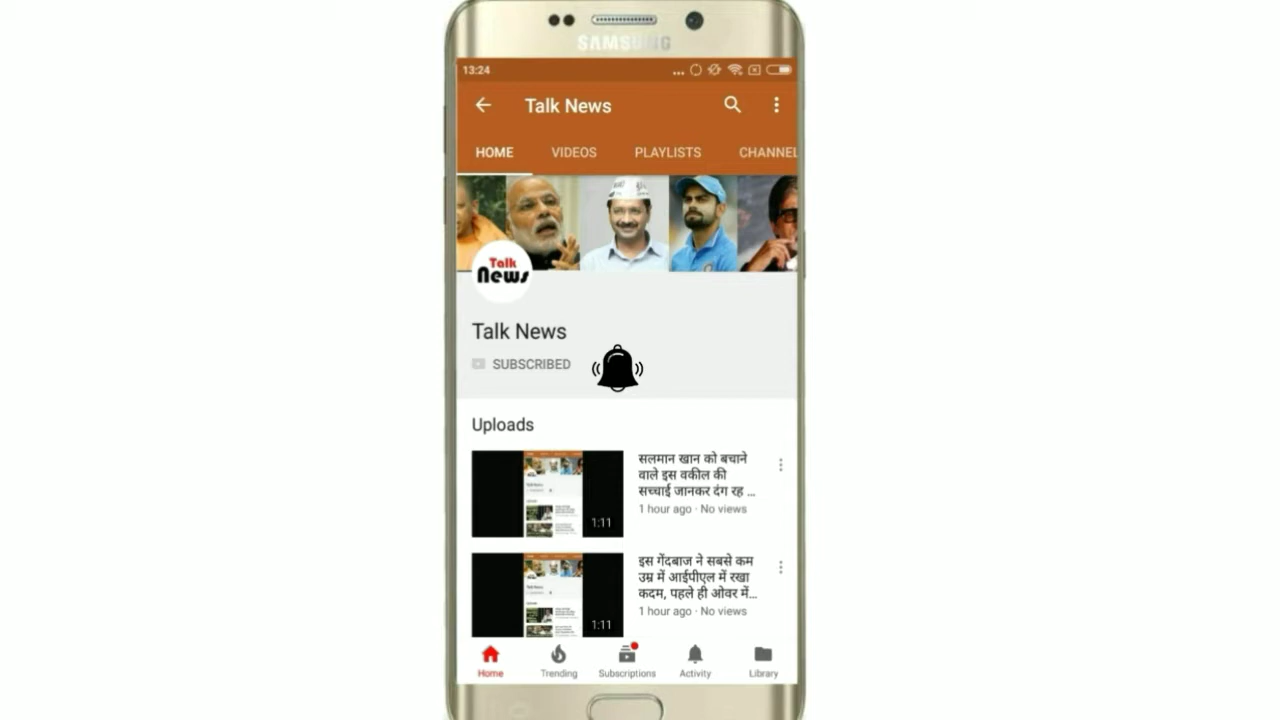 SAMSUNG
13:24
Talk News
HOME VIDEOS PLAYLISTS CHANNEL
Talk
News
Talk News
SUBSCRIBED
Uploads
सलमान खान को बचाने
वाले इस वकील की
सच्चाई जानकर दंग रह ...
1 hour ago · No views
1:11
इस गेंदबाज ने सबसे कम
उम्र में आईपीएल में रखा
कदम, पहले ही ओवर में...
1 hour ago · No views
1:11
Home Trending Subscriptions Activity Library